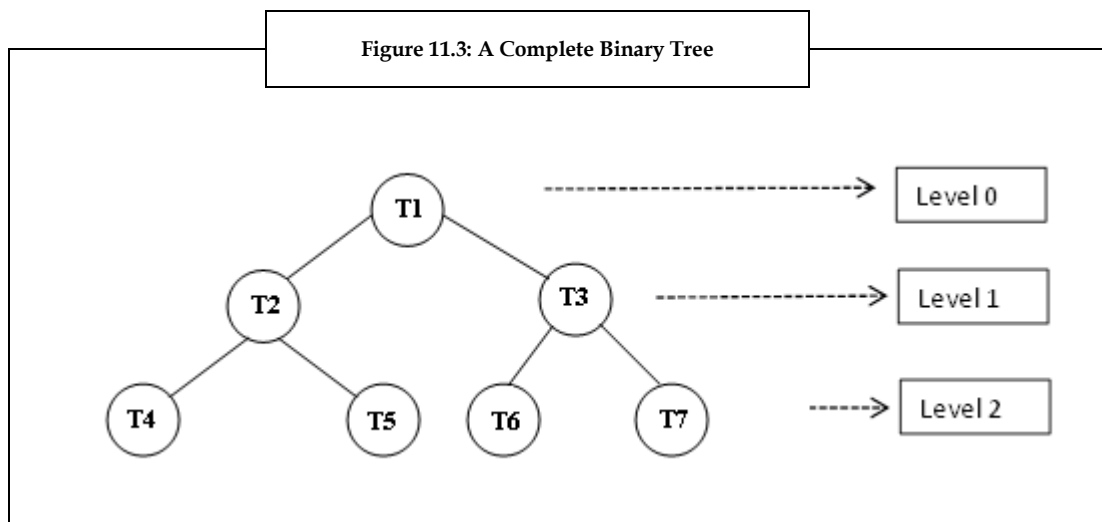 Figure 11.3: A Complete Binary Tree
T1
Level 0
T2
T3
Level 1
T4
T5
T6
T7
Level 2